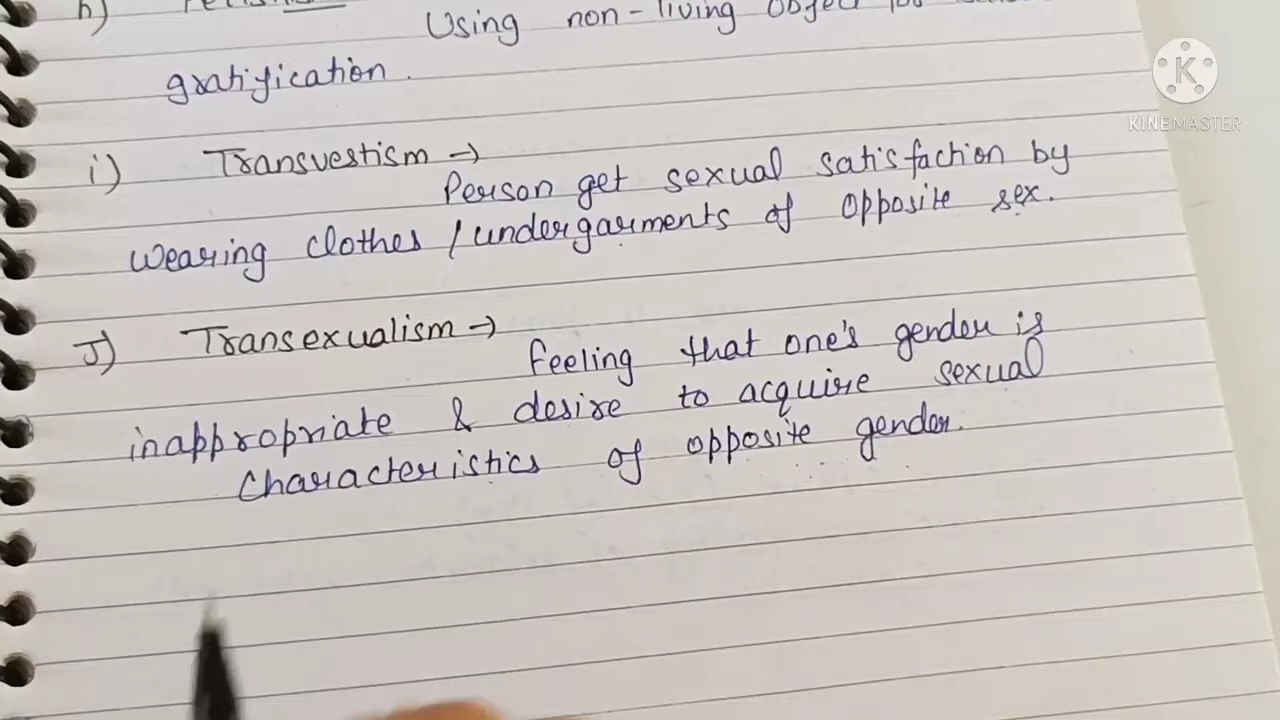 h)
Using non-living object
gratification.
i) Transvestism →
Person get sexual satisfaction by
wearing clothes / undergarments of opposite sex.
J) Transexualism →
feeling that one's gender is
inappropriate & desire to acquire sexual
characteristics of opposite gender.
K
KINEMASTER